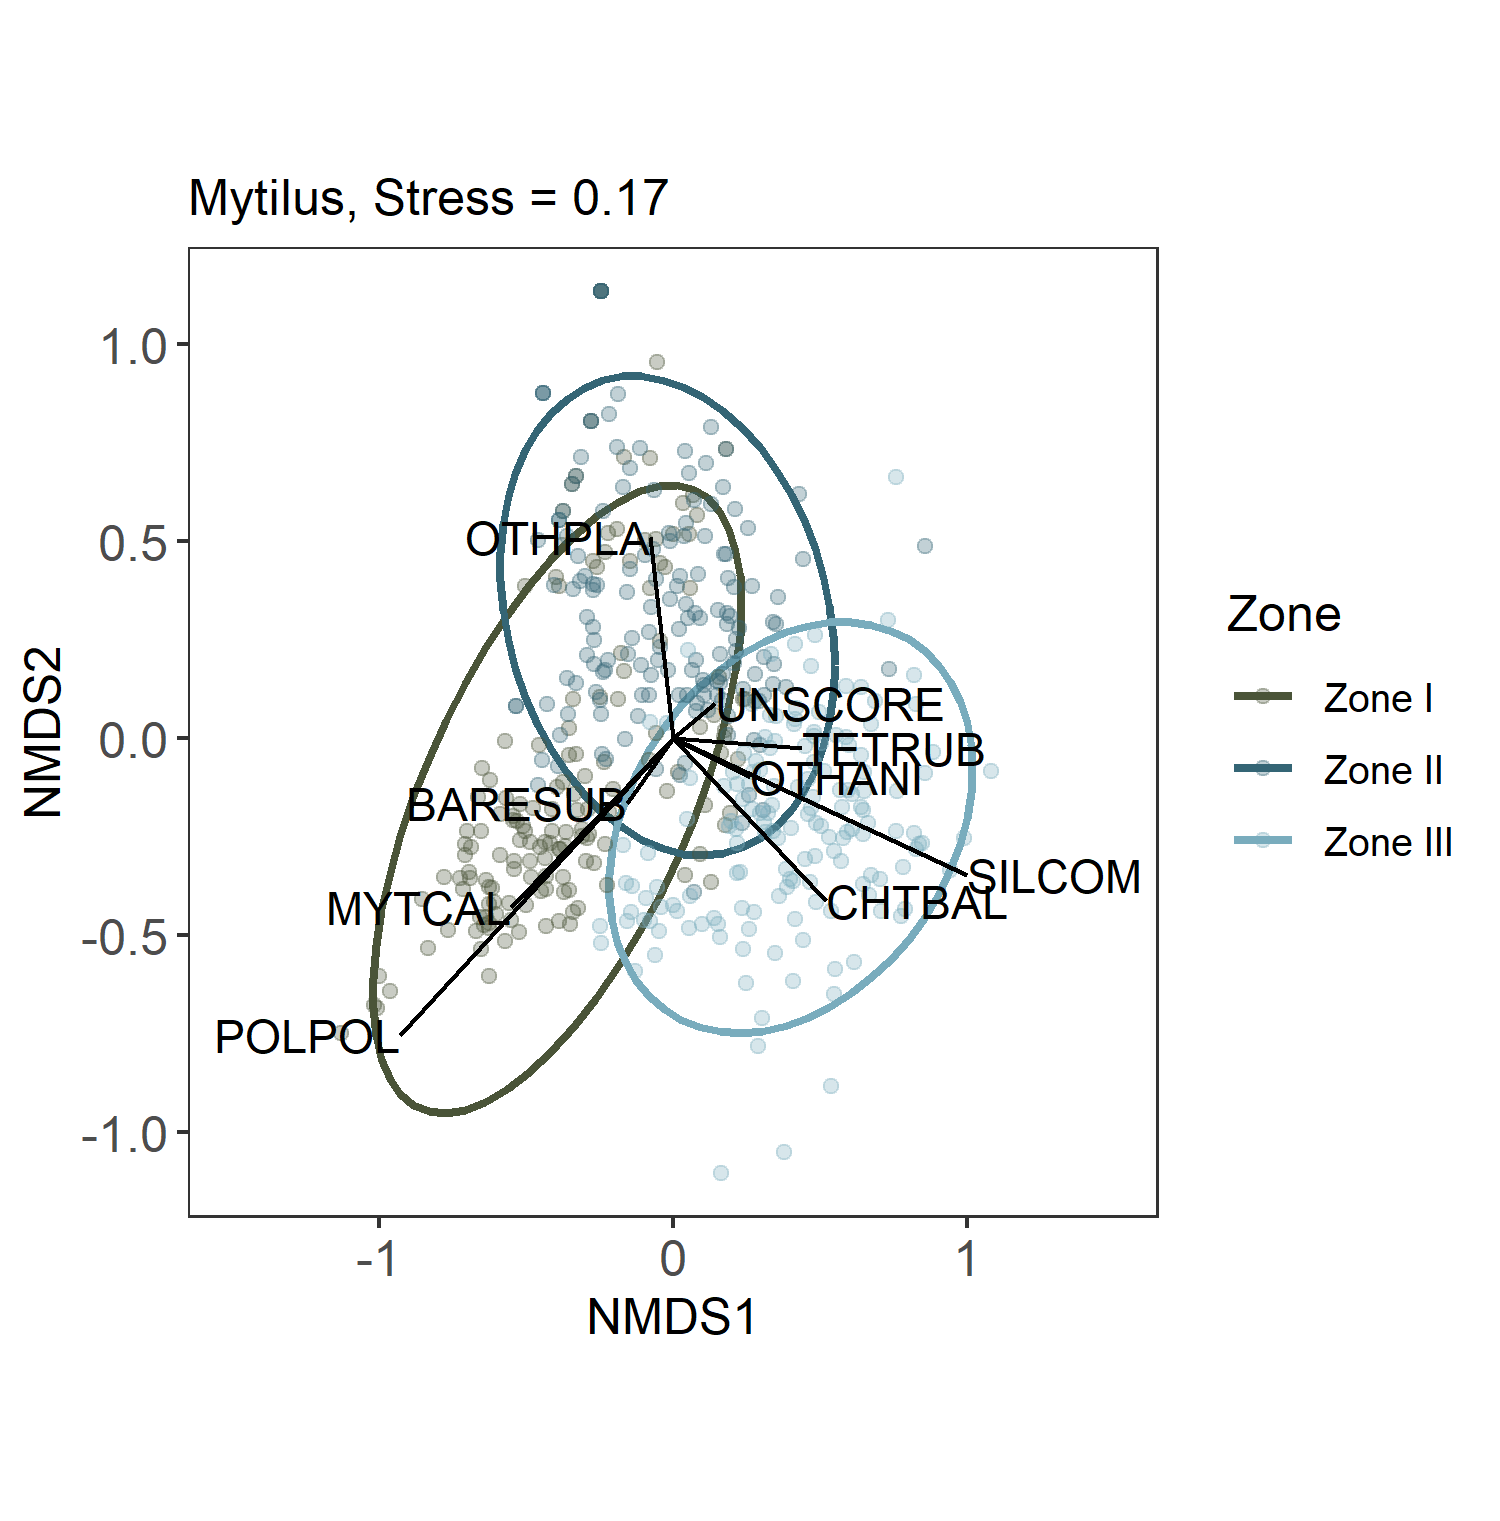 Mytilus, Stress = 0.17
1.0
0.5
0.0
-0.5
-1.0
NMDS2
OTHPLA
UNSCORE
TETRUB
OTHANI
BARESUB
SILCOM
CHTBAL
MYTCAL
POLPOL
-1
0
1
NMDS1
Zone
Zone I
Zone II
Zone III